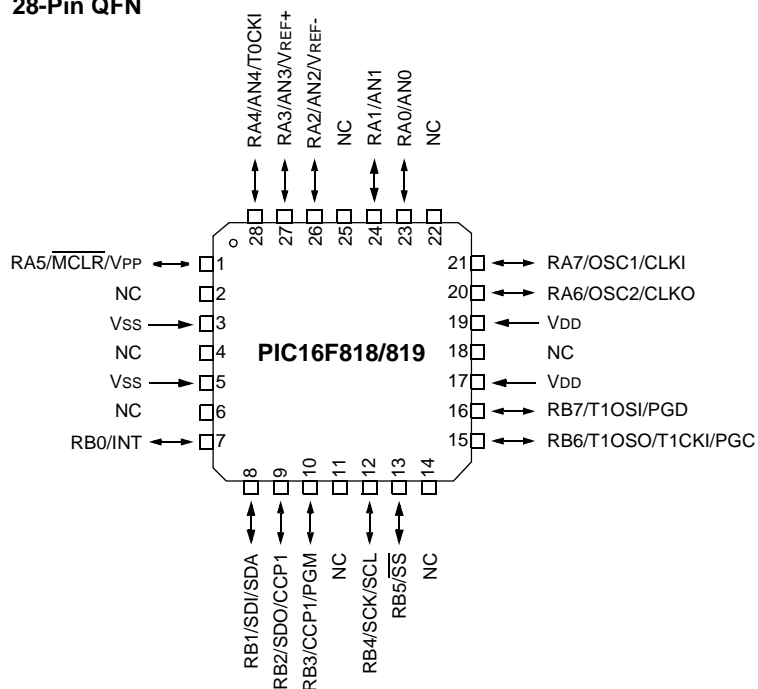 28-Pin QFN
RA4/AN4/T0CKI
RA3/AN3/VREF+
RA2/AN2/VREF-
NC
RA1/AN1
RA0/AN0
NC
28
27
26
25
24
23
22
RA5/MCLR/VPP
1
NC
2
VSS
3
NC
4
VSS
5
NC
6
RB0/INT
7
PIC16F818/819
21
RA7/OSC1/CLKI
20
RA6/OSC2/CLKO
19
VDD
18
NC
17
VDD
16
RB7/T1OSI/PGD
15
RB6/T1OSO/T1CKI/PGC
8
9
10
11
12
13
14
RB1/SDI/SDA
RB2/SDO/CCP1
RB3/CCP1/PGM
NC
RB4/SCK/SCL
RB5/SS
NC